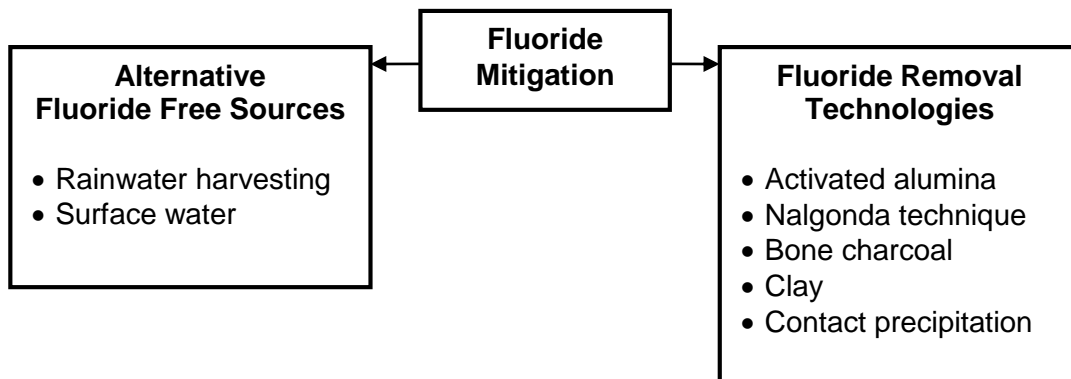 Fluoride
Mitigation
Alternative
Fluoride Free Sources
• Rainwater harvesting
• Surface water
Fluoride Removal
Technologies
• Activated alumina
• Nalgonda technique
• Bone charcoal
• Clay
• Contact precipitation